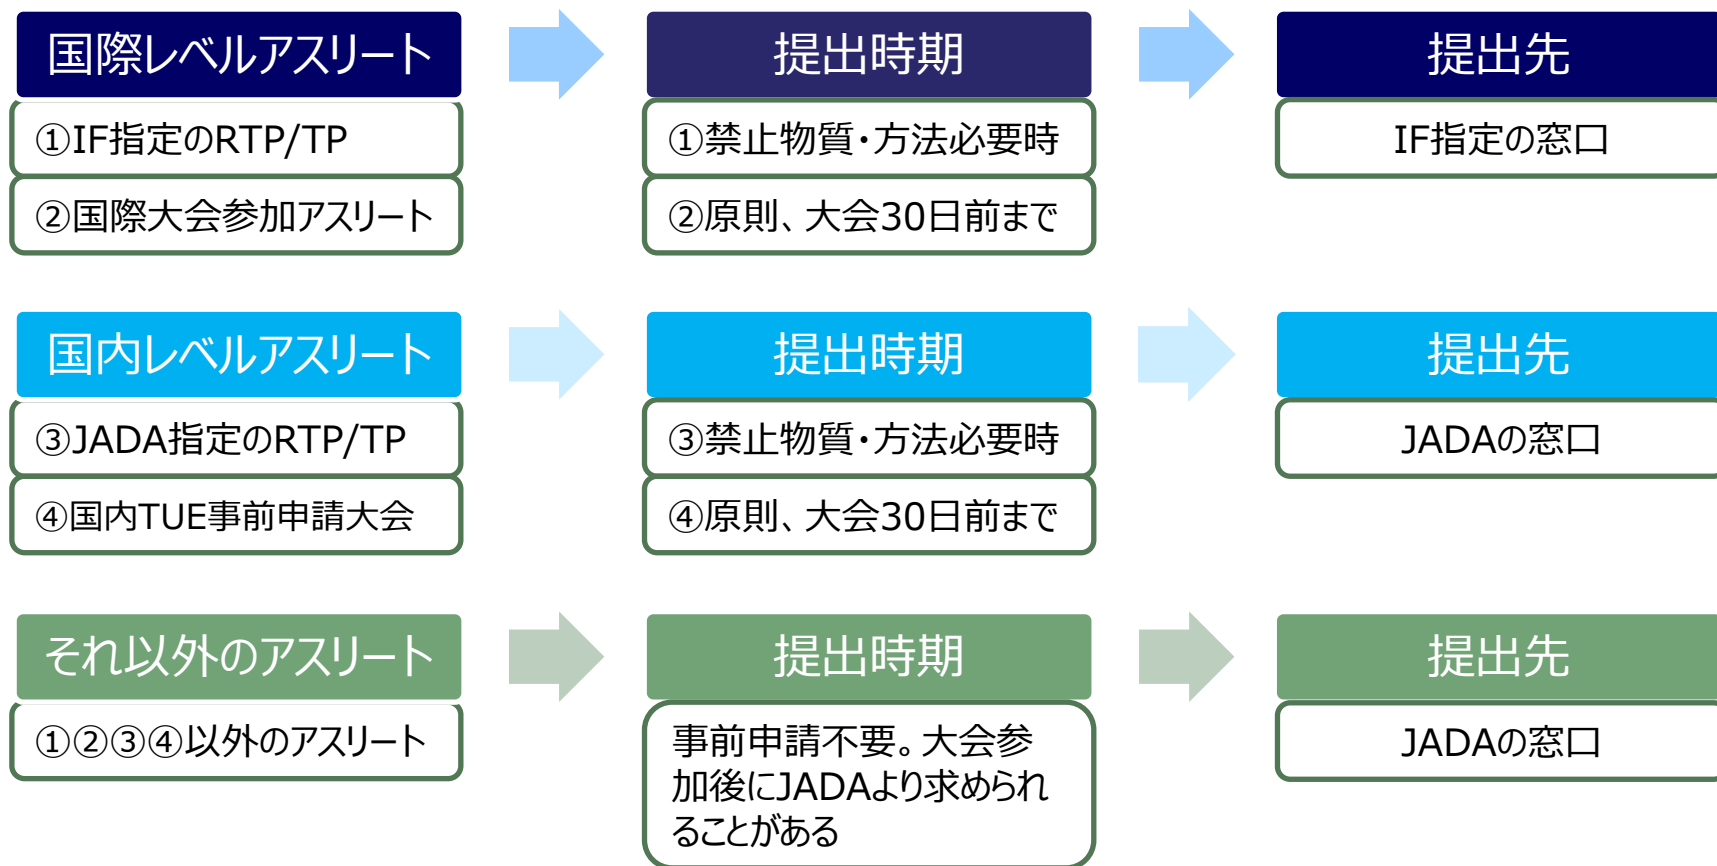 国際レベルアスリート
提出時期
提出先
①IF指定のRTP/TP
①禁止物質・方法必要時
IF指定の窓口
②国際大会参加アスリート
②原則、大会30日前まで
国内レベルアスリート
提出時期
提出先
③JADA指定のRTP/TP
③禁止物質・方法必要時
JADAの窓口
④国内TUE事前申請大会
④原則、大会30日前まで
それ以外のアスリート
提出時期
提出先
①②③④以外のアスリート
事前申請不要。大会参
加後にJADAより求められ
ることがある
JADAの窓口